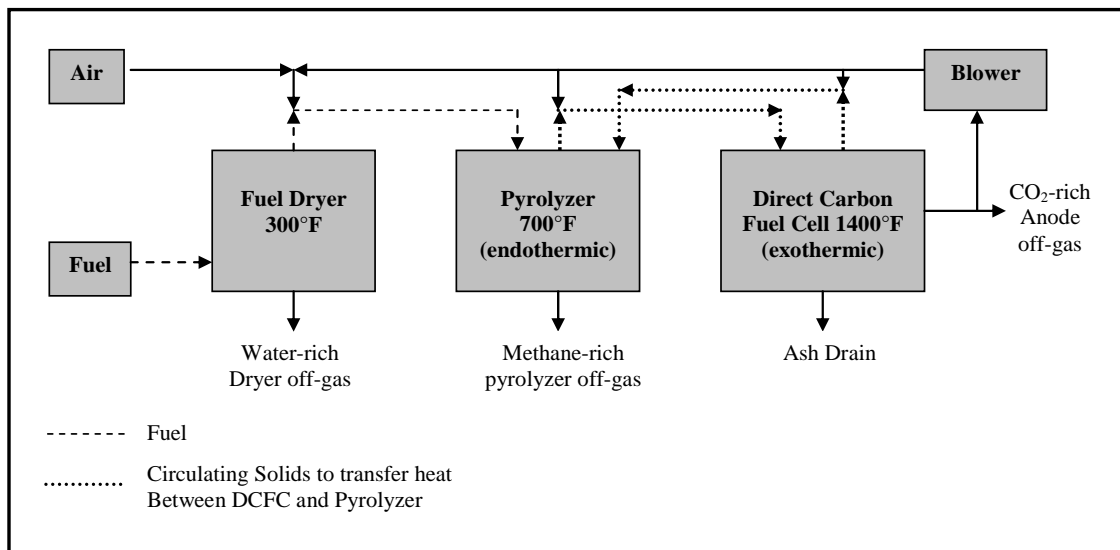 Air
Blower
Fuel Dryer
300°F
Pyrolyzer
700°F
(endothermic)
Direct Carbon
Fuel Cell 1400°F
(exothermic)
CO₂-rich
Anode
off-gas
Fuel
Water-rich
Dryer off-gas
Methane-rich
pyrolyzer off-gas
Ash Drain
Fuel
Circulating Solids to transfer heat
Between DCFC and Pyrolyzer